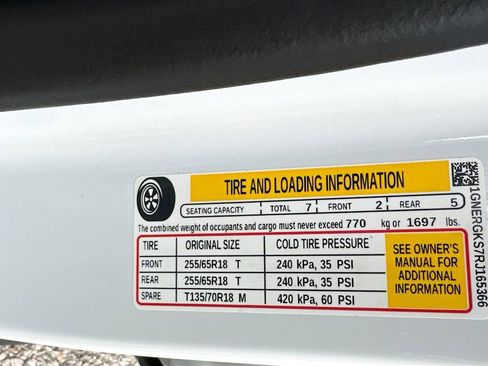 TIRE AND LOADING INFORMATION
SEATING CAPACITY TOTAL 7 FRONT 2 REAR 5
The combined weight of occupants and cargo must never exceed 770 kg or 1697 lbs.
TIRE ORIGINAL SIZE COLD TIRE PRESSURE
FRONT 255/65R18 T 240 kPa, 35 PSI
REAR 255/65R18 T 240 kPa, 35 PSI
SPARE T135/70R18 M 420 kPa, 60 PSI
SEE OWNER'S
MANUAL FOR
ADDITIONAL
INFORMATION
1GNERGKS7RJ165366